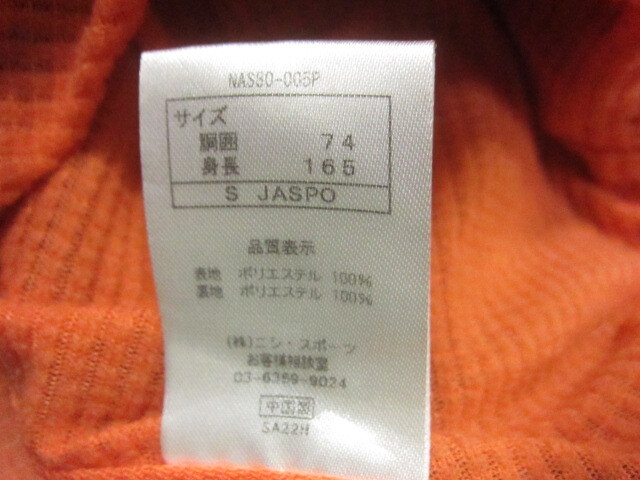 NAS80-005P
サイズ
胴囲 74
身長 165
S JASPO
品質表示
表地 ポリエステル 100%
裏地 ポリエステル 100%
(株)ニシ・スポーツ
お客様相談室
03-6369-9024
中国製
SA22H